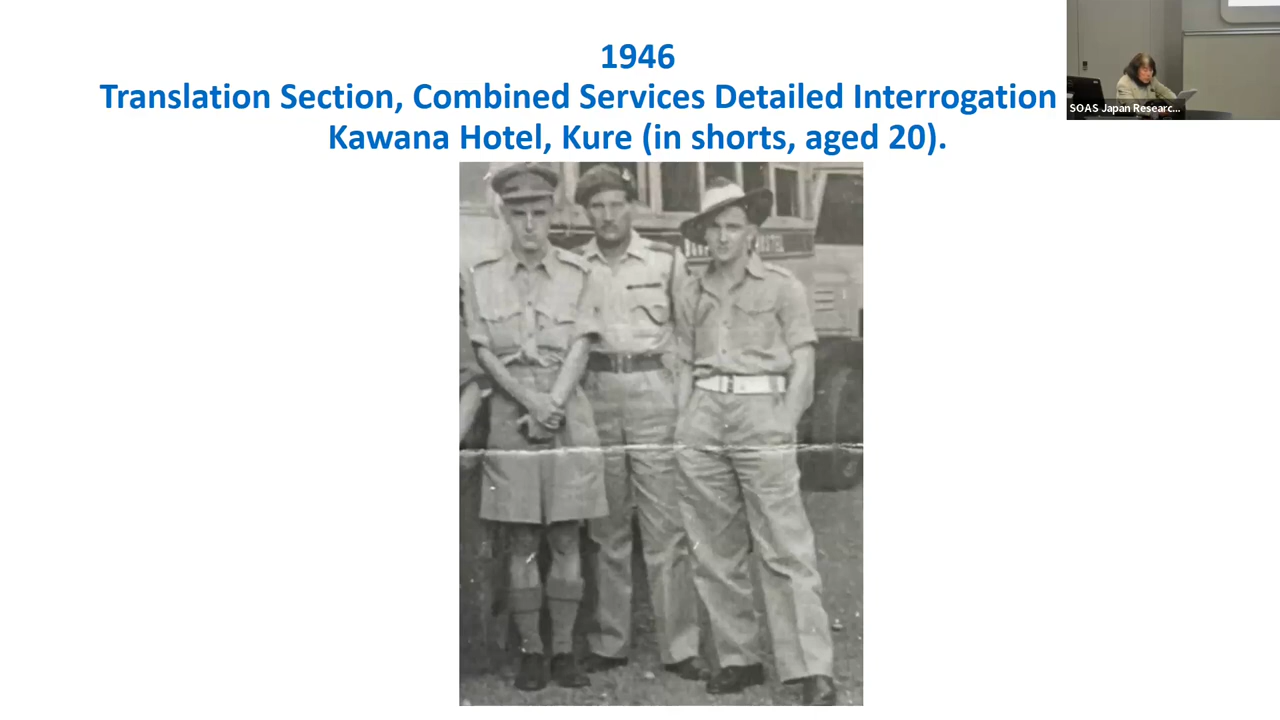 1946
Translation Section, Combined Services Detailed Interrogation
Kawana Hotel, Kure (in shorts, aged 20).
SOAS Japan Researc...